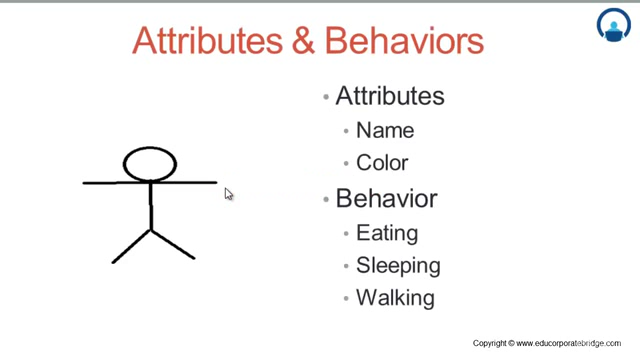 Attributes & Behaviors
• Attributes
• Name
• Color
• Behavior
• Eating
• Sleeping
• Walking
Copyright © www.educorporatebridge.com